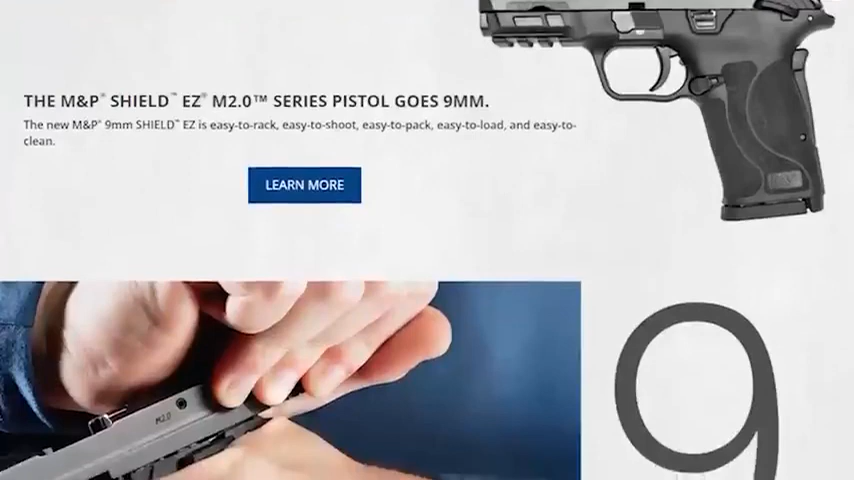 THE M&P® SHIELD™ EZ® M2.0™ SERIES PISTOL GOES 9MM.
The new M&P® 9mm SHIELD™ EZ is easy-to-rack, easy-to-shoot, easy-to-pack, easy-to-load, and easy-to-
clean.
LEARN MORE
M2.0
9